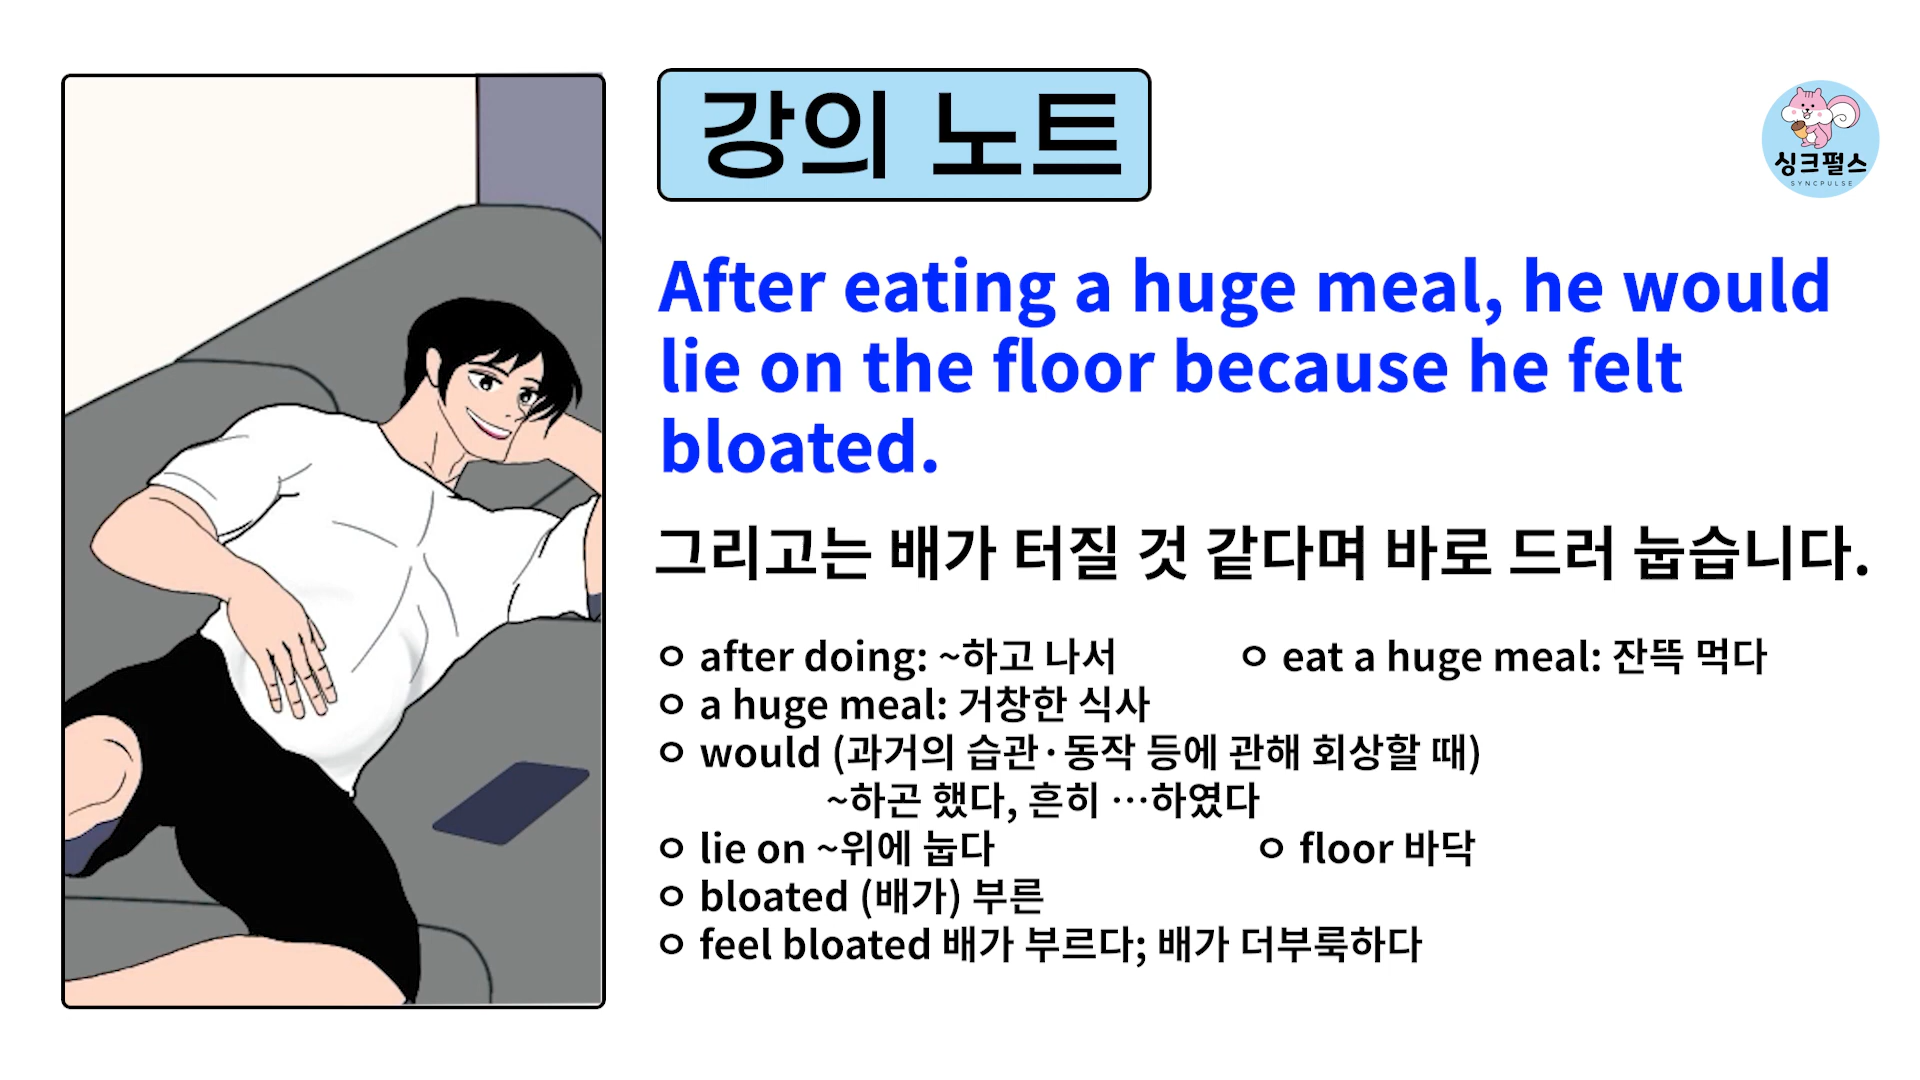 강의 노트
싱크펄스
SYNCPULSE
After eating a huge meal, he would
lie on the floor because he felt
bloated.
그리고는 배가 터질 것 같다며 바로 드러 눕습니다.
ㅇ after doing: ~하고 나서 ㅇ eat a huge meal: 잔뜩 먹다
ㅇ a huge meal: 거창한 식사
ㅇ would (과거의 습관·동작 등에 관해 회상할 때)
~하곤 했다, 흔히 …하였다
ㅇ lie on ~위에 눕다 ㅇ floor 바닥
ㅇ bloated (배가) 부른
ㅇ feel bloated 배가 부르다; 배가 더부룩하다